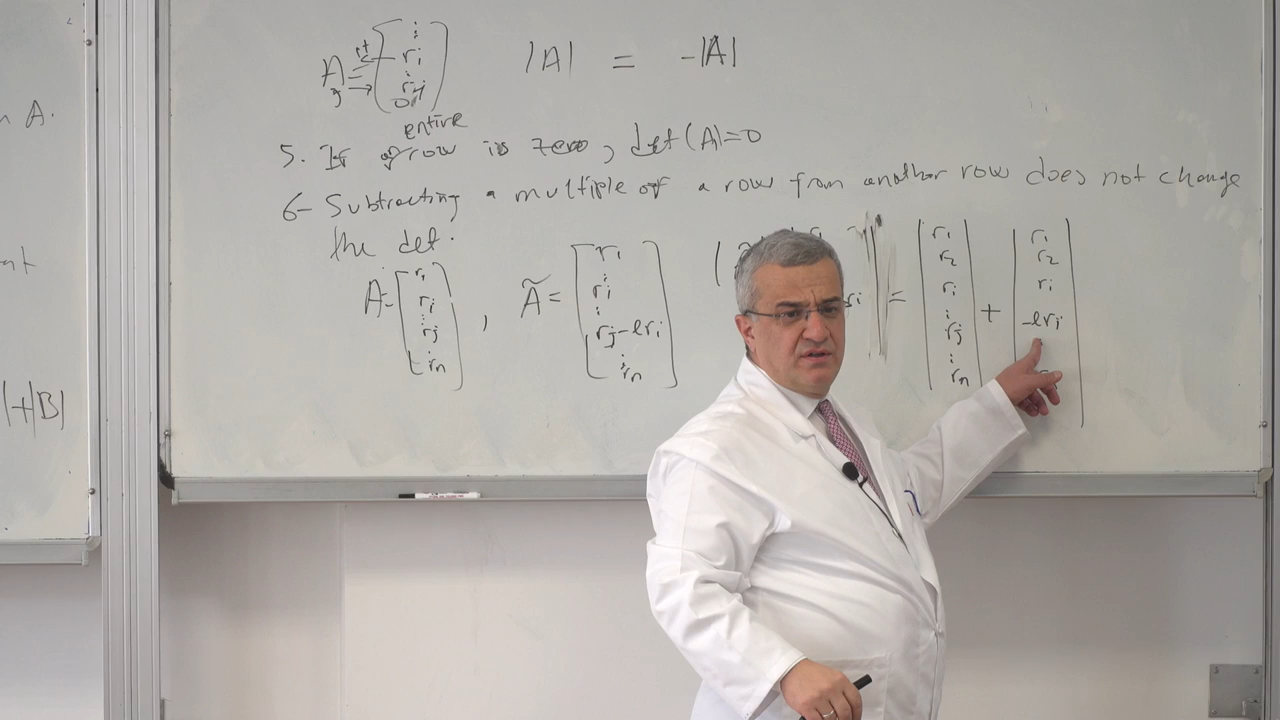 A.
|A| = -|A|
entire
5. If a row is zero, det(A)=0
6- Subtracting a multiple of a row from another row does not change
the det.
A= [r1 ri : rj : rn] , Ã= [r1 : ri : rj-lri : rn] = |r1 r2 ri : rj : rn| + |r1 r2 ri -lri
|+|B|